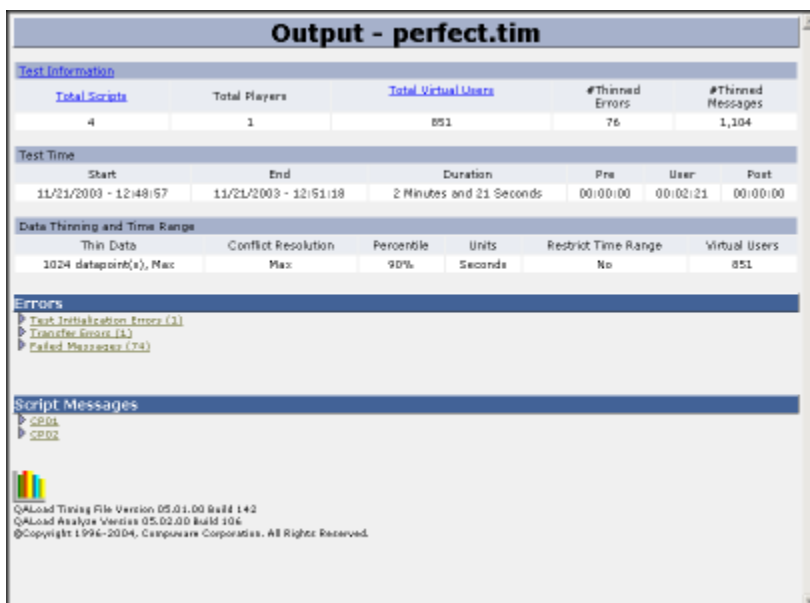 Output - perfect.tim
Test Information
Total Scripts Total Players Total Virtual Users #Thinned Errors #Thinned Messages
4 1 851 76 1,104
Test Time
Start End Duration Pre User Post
11/21/2003 - 12:48:57 11/21/2003 - 12:51:18 2 Minutes and 21 Seconds 00:00:00 00:02:21 00:00:00
Data Thinning and Time Range
Thin Data Conflict Resolution Percentile Units Restrict Time Range Virtual Users
1024 datapoint(s), Max Max 90% Seconds No 851
Errors
Test Initialization Errors (1)
Transfer Errors (1)
Failed Messages (74)
Script Messages
CP01
CP02
QALoad Timing File Version 05.01.00 Build 142
QALoad Analyze Version 05.02.00 Build 106
©Copyright 1996-2004, Compuware Corporation. All Rights Reserved.